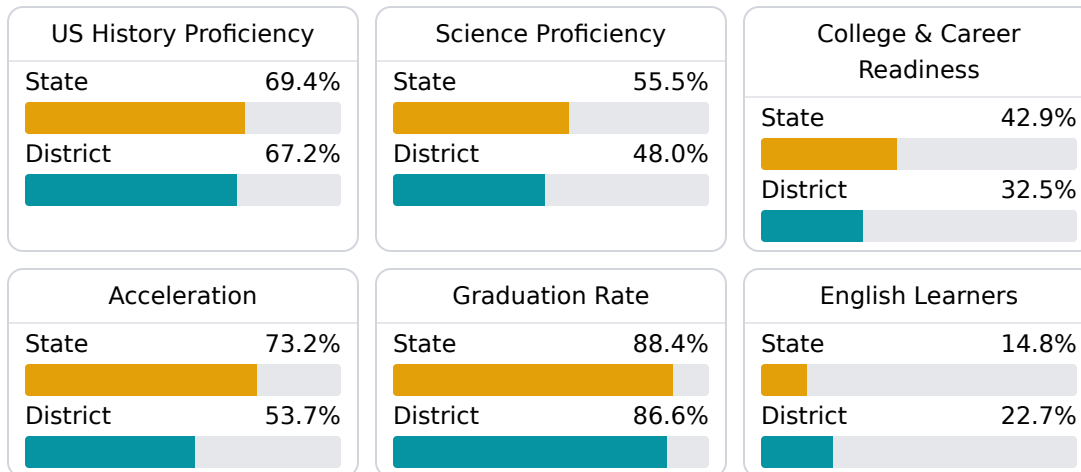 US History Proficiency
State 69.4%
District 67.2%
Science Proficiency
State 55.5%
District 48.0%
College & Career
Readiness
State 42.9%
District 32.5%
Acceleration
State 73.2%
District 53.7%
Graduation Rate
State 88.4%
District 86.6%
English Learners
State 14.8%
District 22.7%